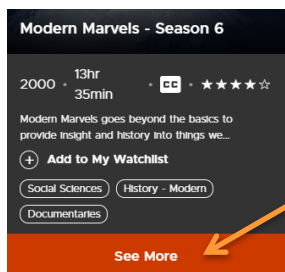 Modern Marvels - Season 6
13hr
2000 • 35min • CC • ★★★★☆
Modern Marvels goes beyond the basics to
provide insight and history into things we...
+ Add to My Watchlist
Social Sciences History - Modern
Documentaries
See More